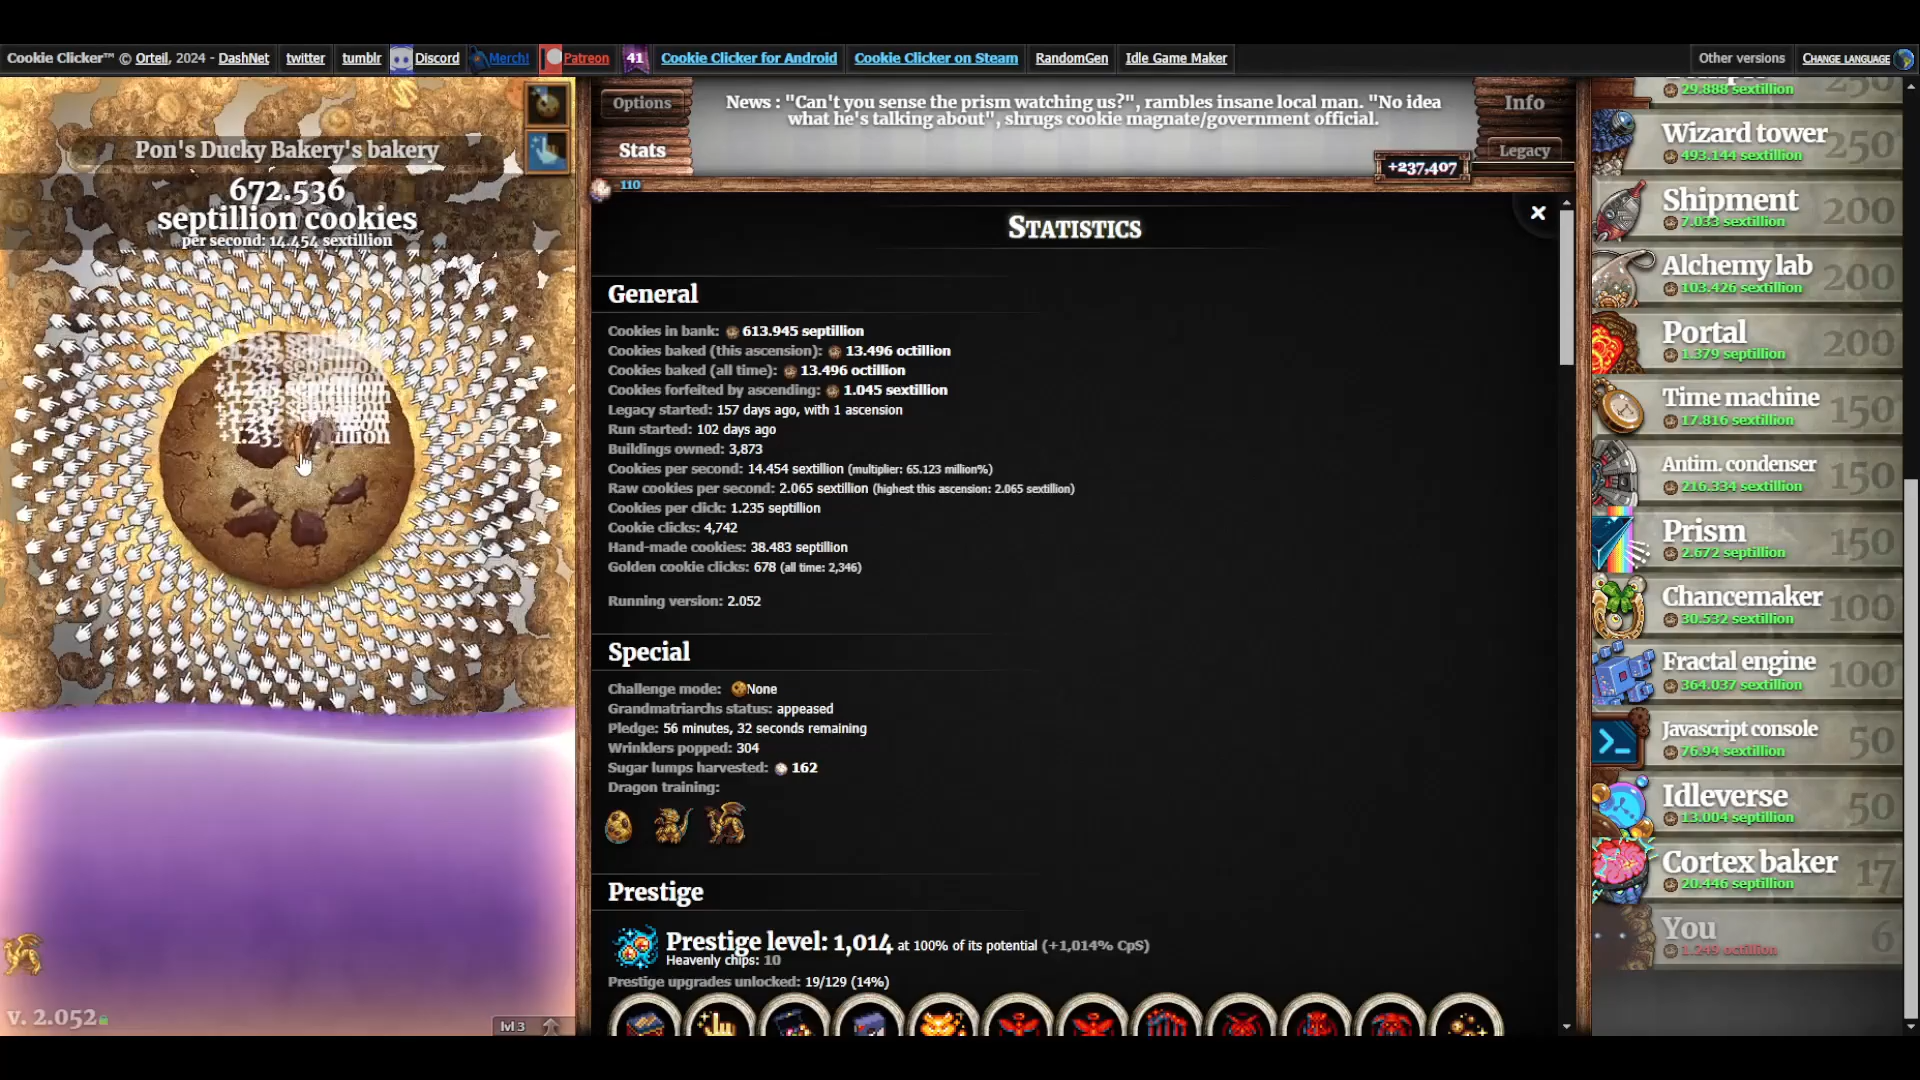 Cookie Clicker™ © Orteil, 2024 - DashNet
twitter
tumblr
Discord
Merch!
Patreon
41
Cookie Clicker for Android
Cookie Clicker on Steam
RandomGen
Idle Game Maker
Other versions
CHANGE LANGUAGE
Pon's Ducky Bakery's bakery
672.536
septillion cookies
per second: 14.454 sextillion
+1.235 septillion
+1.235 septillion
v. 2.052
lvl 3
Options
Stats
News : "Can't you sense the prism watching us?", rambles insane local man. "No idea
what he's talking about", shrugs cookie magnate/government official.
Info
Legacy
+237,407
110
STATISTICS
General
Cookies in bank: 613.945 septillion
Cookies baked (this ascension): 13.496 octillion
Cookies baked (all time): 13.496 octillion
Cookies forfeited by ascending: 1.045 sextillion
Legacy started: 157 days ago, with 1 ascension
Run started: 102 days ago
Buildings owned: 3,873
Cookies per second: 14.454 sextillion (multiplier: 65.123 million%)
Raw cookies per second: 2.065 sextillion (highest this ascension: 2.065 sextillion)
Cookies per click: 1.235 septillion
Cookie clicks: 4,742
Hand-made cookies: 38.483 septillion
Golden cookie clicks: 678 (all time: 2,346)
Running version: 2.052
Special
Challenge mode: None
Grandmatriarchs status: appeased
Pledge: 56 minutes, 32 seconds remaining
Wrinklers popped: 304
Sugar lumps harvested: 162
Dragon training:
Prestige
Prestige level: 1,014 at 100% of its potential (+1,014% CpS)
Heavenly chips: 10
Prestige upgrades unlocked: 19/129 (14%)
29.888 sextillion
250
Wizard tower
493.144 sextillion
250
Shipment
7.033 sextillion
200
Alchemy lab
103.426 sextillion
200
Portal
1.379 septillion
200
Time machine
17.816 sextillion
150
Antim. condenser
216.334 sextillion
150
Prism
2.672 septillion
150
Chancemaker
30.532 sextillion
100
Fractal engine
364.037 sextillion
100
Javascript console
76.94 sextillion
50
Idleverse
13.004 septillion
50
Cortex baker
20.446 septillion
17
You
1.249 octillion
6